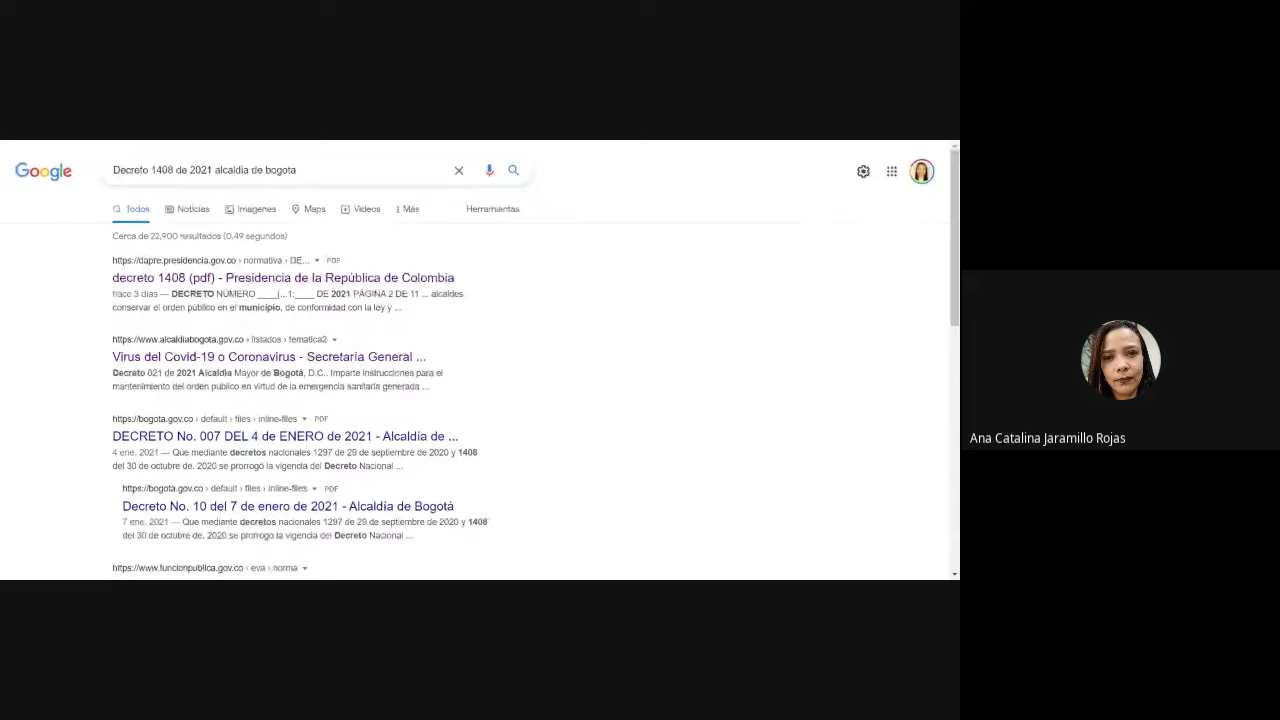 Google
Decreto 1408 de 2021 alcaldia de bogota
Todos Noticias Imágenes Maps Videos Más Herramientas
Cerca de 22,900 resultados (0.49 segundos)
https://dapre.presidencia.gov.co › normativa › DE... PDF
decreto 1408 (pdf) - Presidencia de la República de Colombia
hace 3 días — DECRETO NÚMERO ____(...1:____ DE 2021 PÁGINA 2 DE 11 ... alcaldes
conservar el orden público en el municipio, de conformidad con la ley y ...
https://www.alcaldiabogota.gov.co › listados › tematica2
Virus del Covid-19 o Coronavirus - Secretaría General ...
Decreto 021 de 2021 Alcaldía Mayor de Bogotá, D.C.. Imparte instrucciones para el
mantenimiento del orden público en virtud de la emergencia sanitaria generada ...
https://bogota.gov.co › default › files › inline-files PDF
DECRETO No. 007 DEL 4 de ENERO de 2021 - Alcaldía de ...
4 ene. 2021 — Que mediante decretos nacionales 1297 de 29 de septiembre de 2020 y 1408
del 30 de octubre de. 2020 se prorrogó la vigencia del Decreto Nacional ...
https://bogota.gov.co › default › files › inline-files PDF
Decreto No. 10 del 7 de enero de 2021 - Alcaldía de Bogotá
7 ene. 2021 — Que mediante decretos nacionales 1297 de 29 de septiembre de 2020 y 1408
del 30 de octubre de. 2020 se prorrogo la vigencia del Decreto Nacional ...
https://www.funcionpublica.gov.co › eva › norma
Ana Catalina Jaramillo Rojas